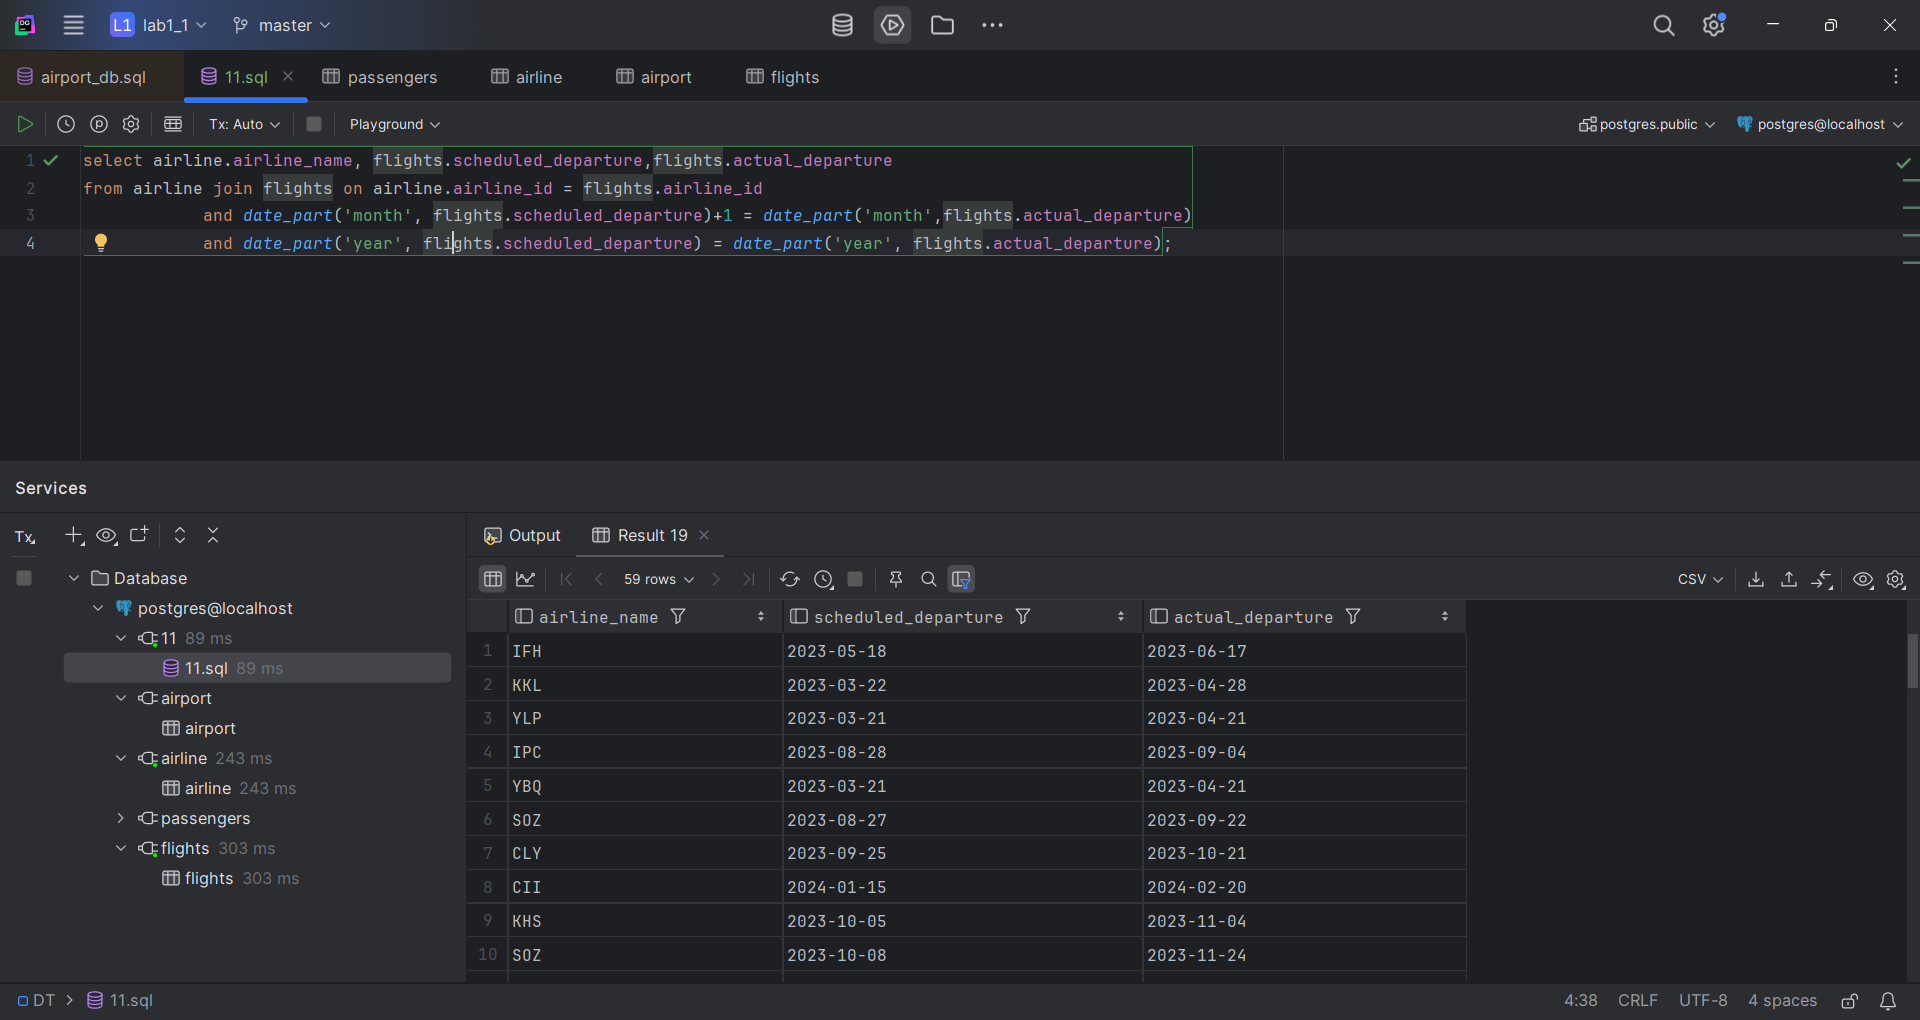 DG
L1 lab1_1
master
airport_db.sql
11.sql
passengers
airline
airport
flights
Tx: Auto
Playground
postgres.public
postgres@localhost
1 select airline.airline_name, flights.scheduled_departure,flights.actual_departure
2 from airline join flights on airline.airline_id = flights.airline_id
3 and date_part('month', flights.scheduled_departure)+1 = date_part('month',flights.actual_departure)
4 and date_part('year', flights.scheduled_departure) = date_part('year', flights.actual_departure);
Services
Tx
Database
postgres@localhost
11 89 ms
11.sql 89 ms
airport
airport
airline 243 ms
airline 243 ms
passengers
flights 303 ms
flights 303 ms
Output
Result 19
59 rows
CSV
airline_name scheduled_departure actual_departure
1 IFH 2023-05-18 2023-06-17
2 KKL 2023-03-22 2023-04-28
3 YLP 2023-03-21 2023-04-21
4 IPC 2023-08-28 2023-09-04
5 YBQ 2023-03-21 2023-04-21
6 SOZ 2023-08-27 2023-09-22
7 CLY 2023-09-25 2023-10-21
8 CII 2024-01-15 2024-02-20
9 KHS 2023-10-05 2023-11-04
10 SOZ 2023-10-08 2023-11-24
DT > 11.sql
4:38 CRLF UTF-8 4 spaces